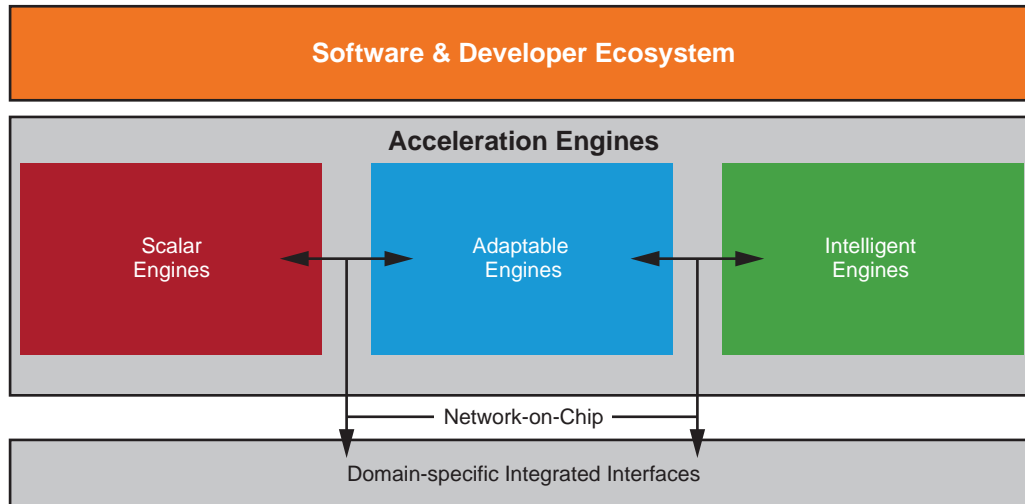 Software & Developer Ecosystem
Acceleration Engines
Scalar
Engines
Adaptable
Engines
Intelligent
Engines
Network-on-Chip
Domain-specific Integrated Interfaces